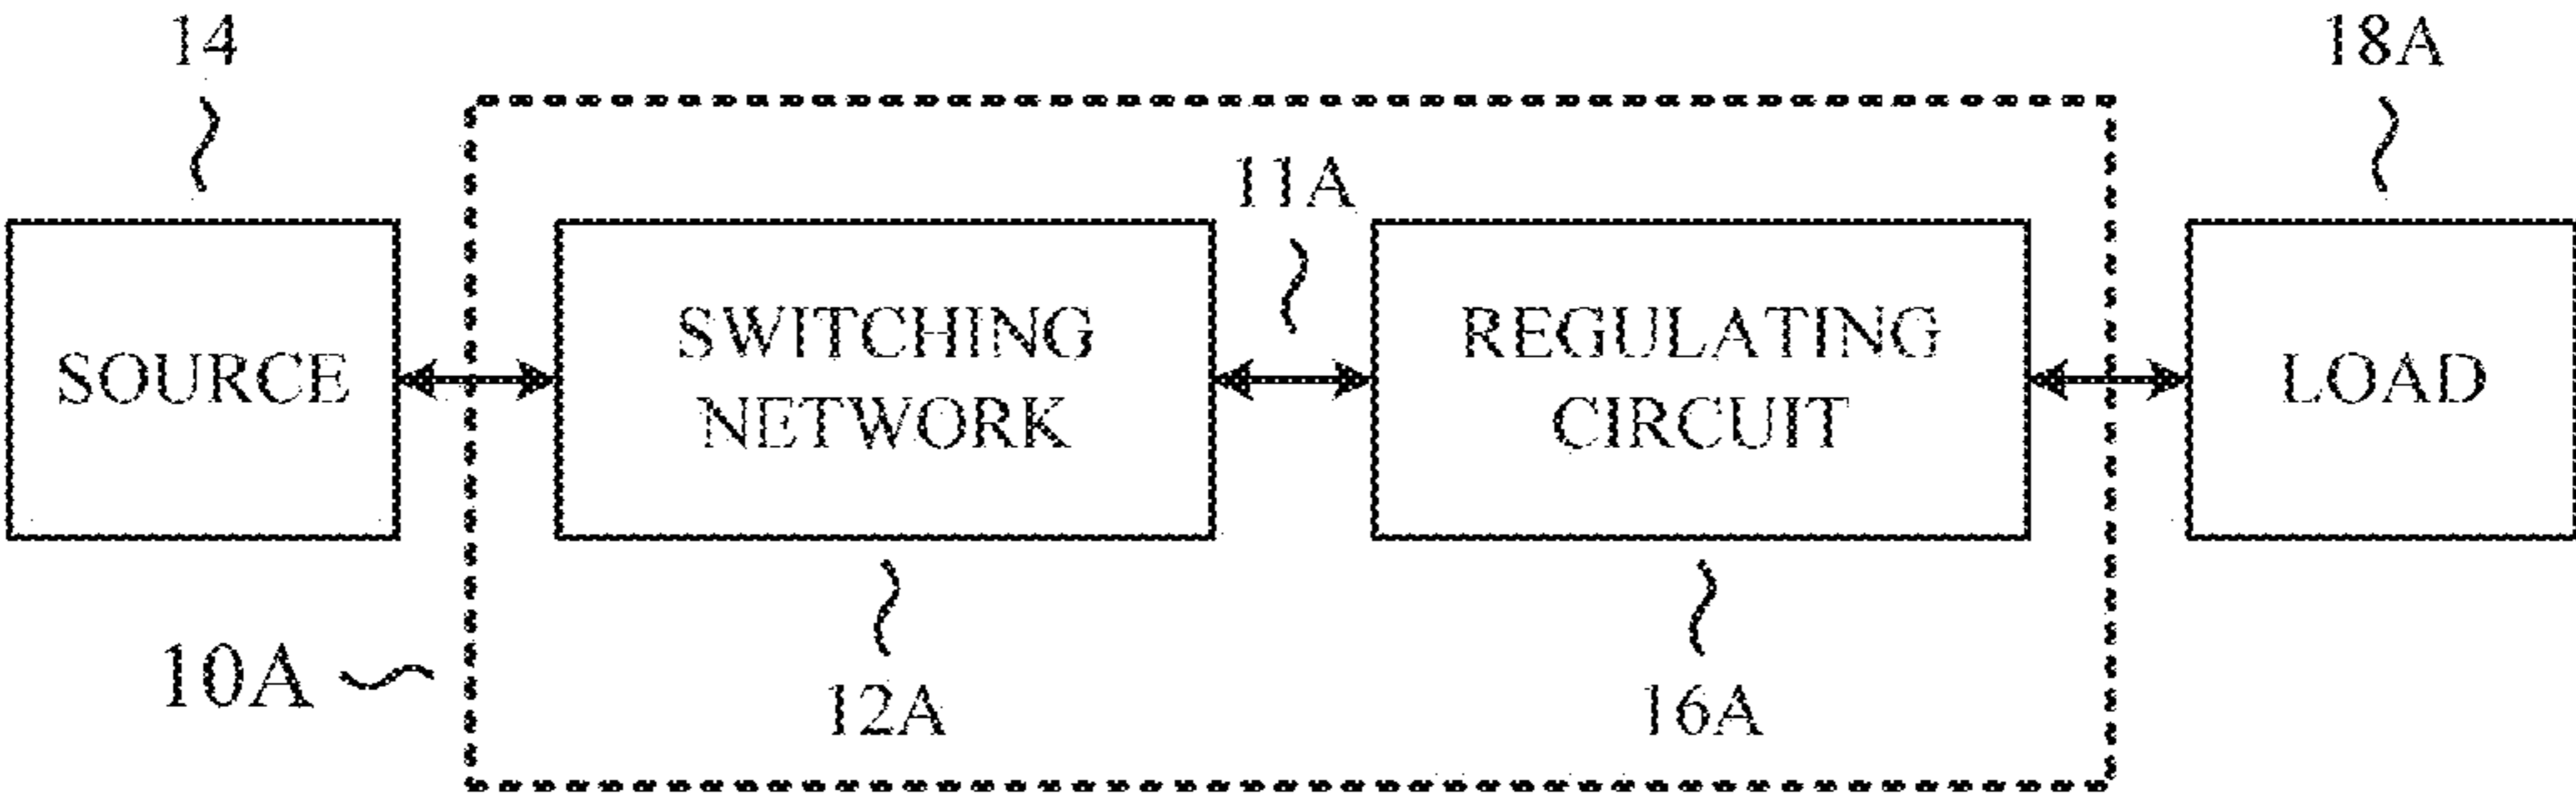 14
18A
11A
SOURCE
SWITCHING
NETWORK
REGULATING
CIRCUIT
LOAD
10A
12A
16A